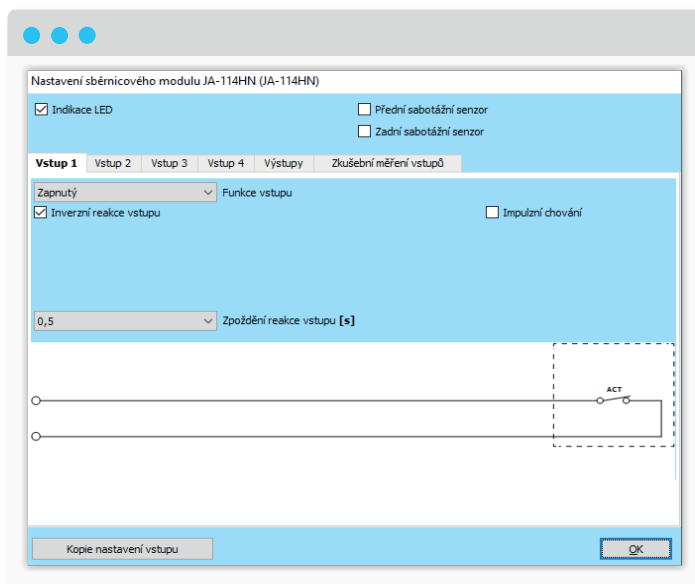 Nastavení sběrnicového modulu JA-114HN (JA-114HN)
Indikace LED
Přední sabotážní senzor
Zadní sabotážní senzor
Vstup 1 Vstup 2 Vstup 3 Vstup 4 Výstupy Zkušební měření vstupů
Zapnutý Funkce vstupu
Inverzní reakce vstupu Impulzní chování
0,5 Zpoždění reakce vstupu [s]
ACT
Kopie nastavení vstupu OK